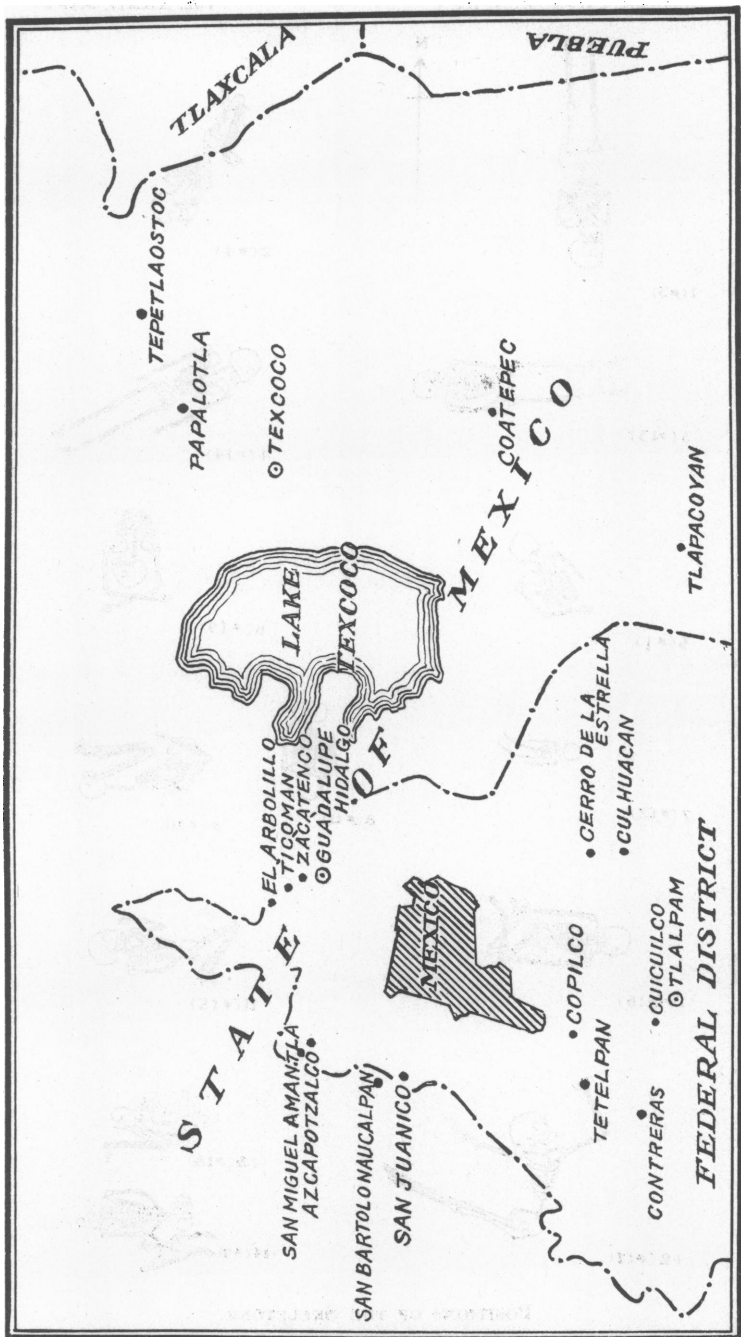 TEPETLAOSTOC
TLAXCALA
PAPALOTLA
STATE OF MEXICO
EL ARBOLILLO
TEXCOCO
TICOMAN
ZACATENCO
GUADALUPE
HIDALGO
LAKE
TEXCOCO
SAN MIGUEL AMANTLA
AZCAPOTZALCO
SAN BARTOLO NAUCALPAN
SAN JUANICO
MEXICO
COATEPEC
PUEBLA
COPILCO
TETELPAN
CERRO DE LA
ESTRELLA
CULHUACAN
CONTRERAS
CUICUILCO
TLALPAM
TLAPACOYAN
FEDERAL DISTRICT